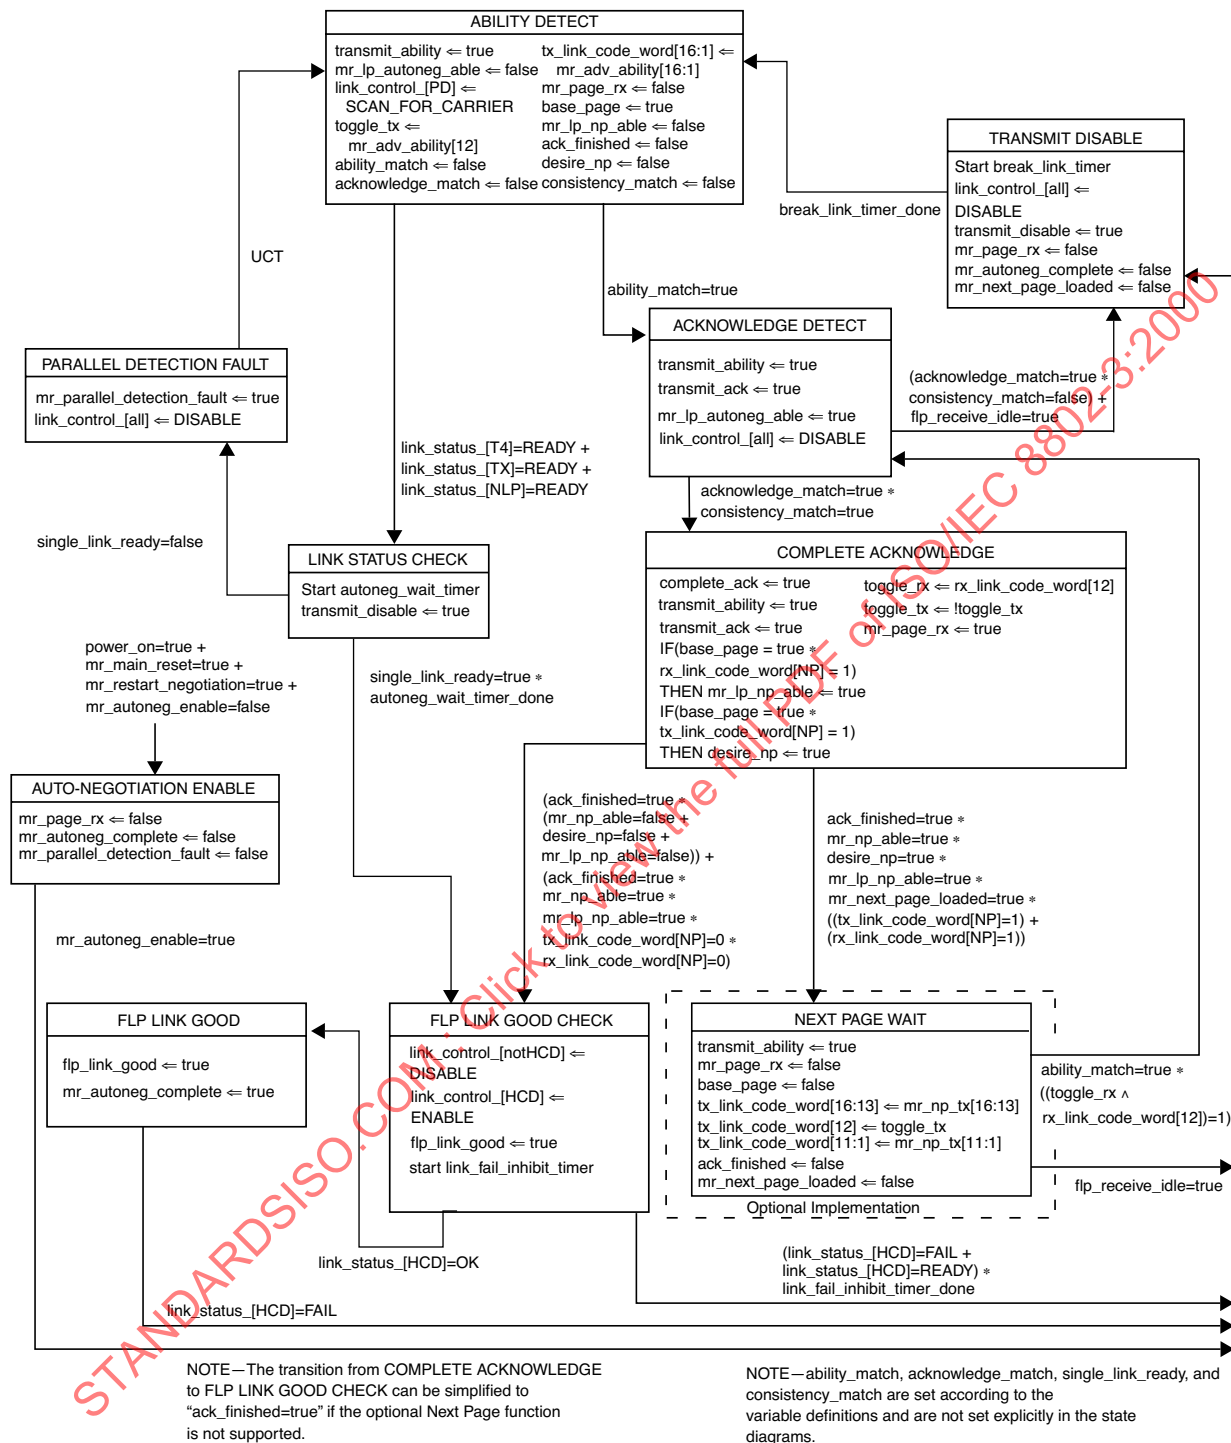 ABILITY DETECT
transmit_ability ⇐ true
mr_lp_autoneg_able ⇐ false
link_control_[PD] ⇐
SCAN_FOR_CARRIER
toggle_tx ⇐
mr_adv_ability[12]
ability_match ⇐ false
acknowledge_match ⇐ false
tx_link_code_word[16:1] ⇐
mr_adv_ability[16:1]
mr_page_rx ⇐ false
base_page ⇐ true
mr_lp_np_able ⇐ false
ack_finished ⇐ false
desire_np ⇐ false
consistency_match ⇐ false
TRANSMIT DISABLE
Start break_link_timer
link_control_[all] ⇐
DISABLE
transmit_disable ⇐ true
mr_page_rx ⇐ false
mr_autoneg_complete ⇐ false
mr_next_page_loaded ⇐ false
break_link_timer_done
UCT
ability_match=true
ACKNOWLEDGE DETECT
transmit_ability ⇐ true
transmit_ack ⇐ true
mr_lp_autoneg_able ⇐ true
link_control_[all] ⇐ DISABLE
(acknowledge_match=true *
consistency_match=false) +
flp_receive_idle=true
PARALLEL DETECTION FAULT
mr_parallel_detection_fault ⇐ true
link_control_[all] ⇐ DISABLE
link_status_[T4]=READY +
link_status_[TX]=READY +
link_status_[NLP]=READY
acknowledge_match=true *
consistency_match=true
single_link_ready=false
LINK STATUS CHECK
Start autoneg_wait_timer
transmit_disable ⇐ true
COMPLETE ACKNOWLEDGE
complete_ack ⇐ true
transmit_ability ⇐ true
transmit_ack ⇐ true
IF(base_page = true *
rx_link_code_word[NP] = 1)
THEN mr_lp_np_able ⇐ true
IF(base_page = true *
tx_link_code_word[NP] = 1)
THEN desire_np ⇐ true
toggle_rx ⇐ rx_link_code_word[12]
toggle_tx ⇐ !toggle_tx
mr_page_rx ⇐ true
power_on=true +
mr_main_reset=true +
mr_restart_negotiation=true +
mr_autoneg_enable=false
single_link_ready=true *
autoneg_wait_timer_done
AUTO-NEGOTIATION ENABLE
mr_page_rx ⇐ false
mr_autoneg_complete ⇐ false
mr_parallel_detection_fault ⇐ false
(ack_finished=true *
(mr_np_able=false +
desire_np=false +
mr_lp_np_able=false)) +
(ack_finished=true *
mr_np_able=true *
mr_lp_np_able=true *
tx_link_code_word[NP]=0 *
rx_link_code_word[NP]=0)
ack_finished=true *
mr_np_able=true *
desire_np=true *
mr_lp_np_able=true *
mr_next_page_loaded=true *
((tx_link_code_word[NP]=1) +
(rx_link_code_word[NP]=1))
mr_autoneg_enable=true
FLP LINK GOOD
flp_link_good ⇐ true
mr_autoneg_complete ⇐ true
FLP LINK GOOD CHECK
link_control_[notHCD] ⇐
DISABLE
link_control_[HCD] ⇐
ENABLE
flp_link_good ⇐ true
start link_fail_inhibit_timer
NEXT PAGE WAIT
transmit_ability ⇐ true
mr_page_rx ⇐ false
base_page ⇐ false
tx_link_code_word[16:13] ⇐ mr_np_tx[16:13]
tx_link_code_word[12] ⇐ toggle_tx
tx_link_code_word[11:1] ⇐ mr_np_tx[11:1]
ack_finished ⇐ false
mr_next_page_loaded ⇐ false
Optional Implementation
ability_match=true *
((toggle_rx ∧
rx_link_code_word[12])=1)
flp_receive_idle=true
link_status_[HCD]=OK
(link_status_[HCD]=FAIL +
link_status_[HCD]=READY) *
link_fail_inhibit_timer_done
link_status_[HCD]=FAIL
NOTE—The transition from COMPLETE ACKNOWLEDGE
to FLP LINK GOOD CHECK can be simplified to
“ack_finished=true” if the optional Next Page function
is not supported.
NOTE—ability_match, acknowledge_match, single_link_ready, and
consistency_match are set according to the
variable definitions and are not set explicitly in the state
diagrams.
STANDARDSISO.COM : Click to view the full PDF of ISO/IEC 8802-3:2000